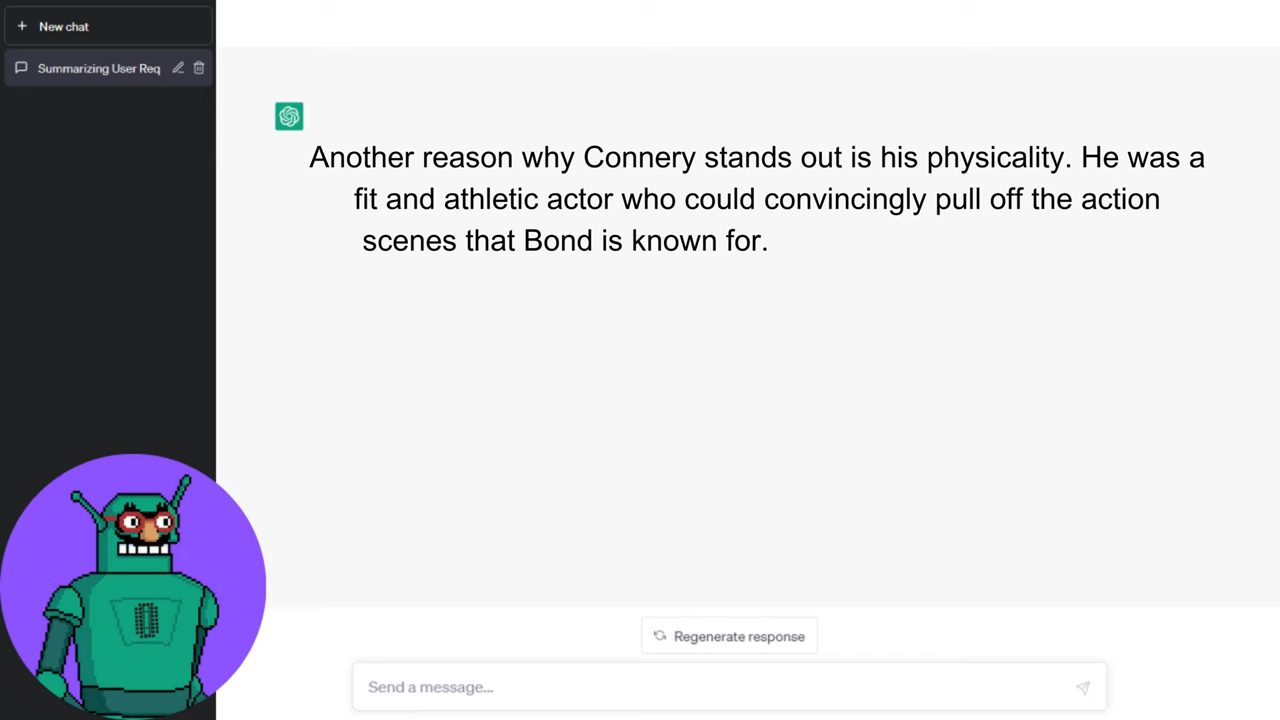 New chat
Summarizing User Req
Another reason why Connery stands out is his physicality. He was a
fit and athletic actor who could convincingly pull off the action
scenes that Bond is known for.
Regenerate response
Send a message...